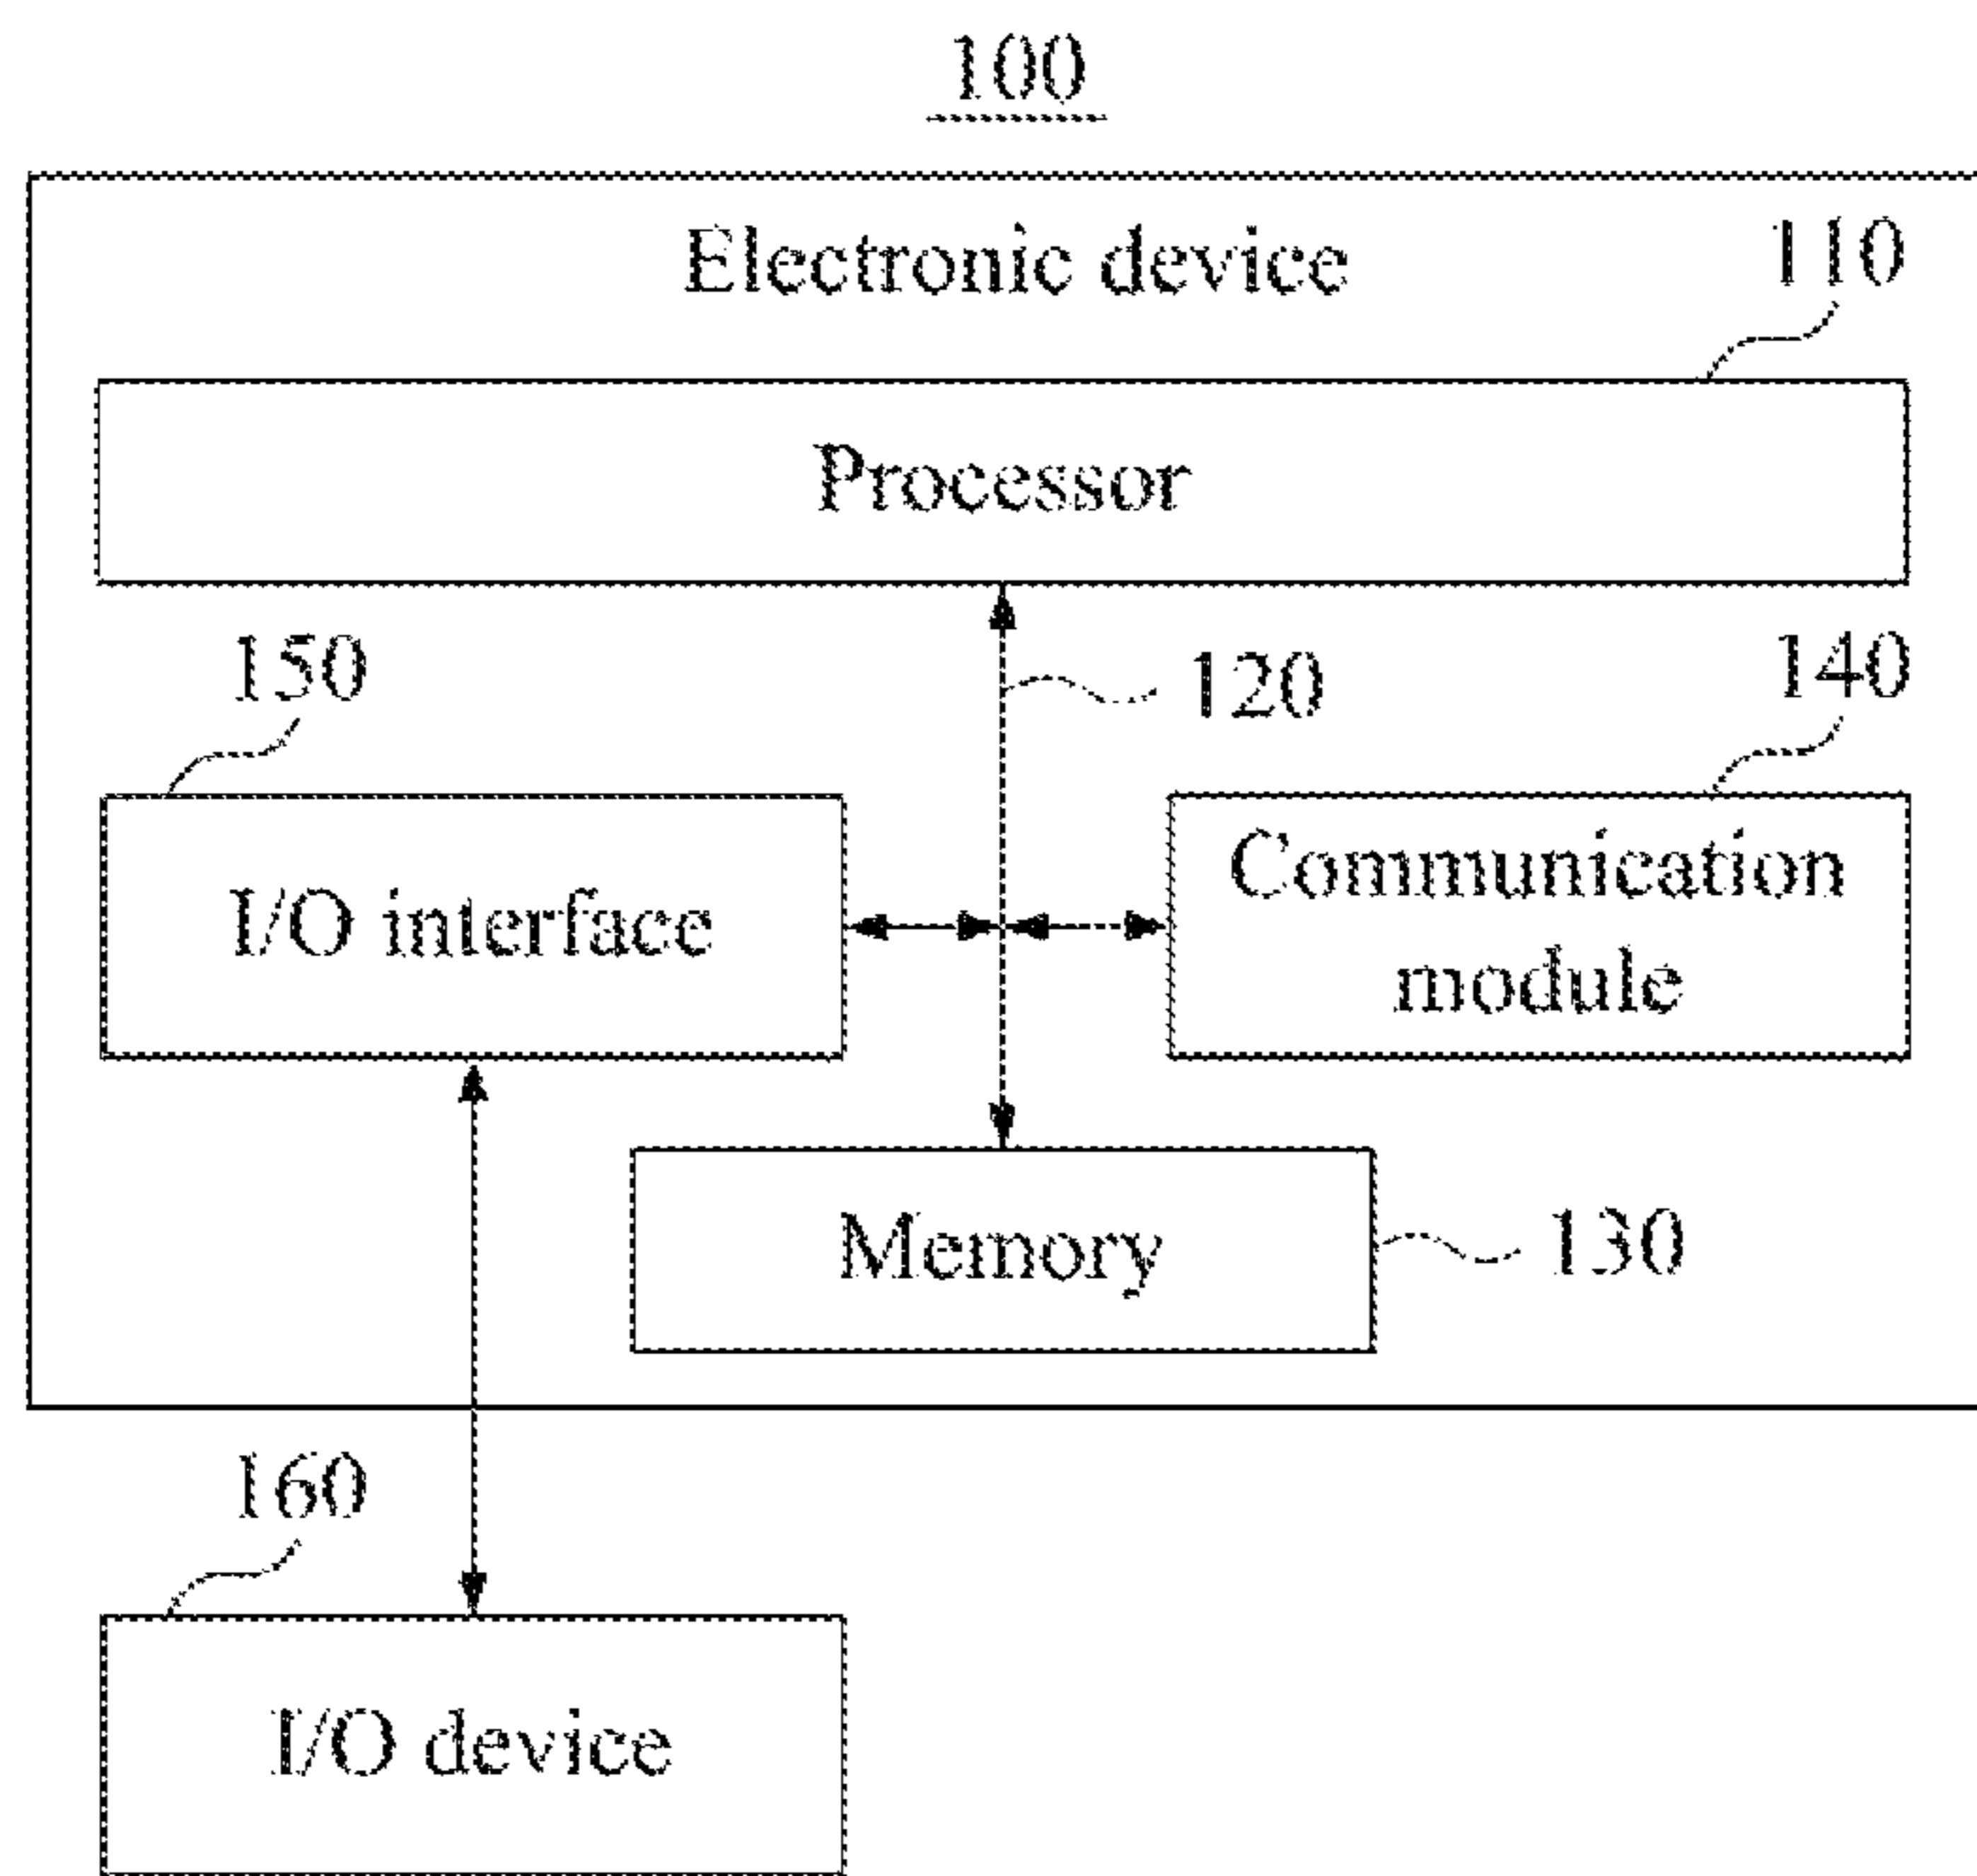 100
Electronic device
110
Processor
150
120
140
I/O interface
Communication
module
Memory
130
160
I/O device